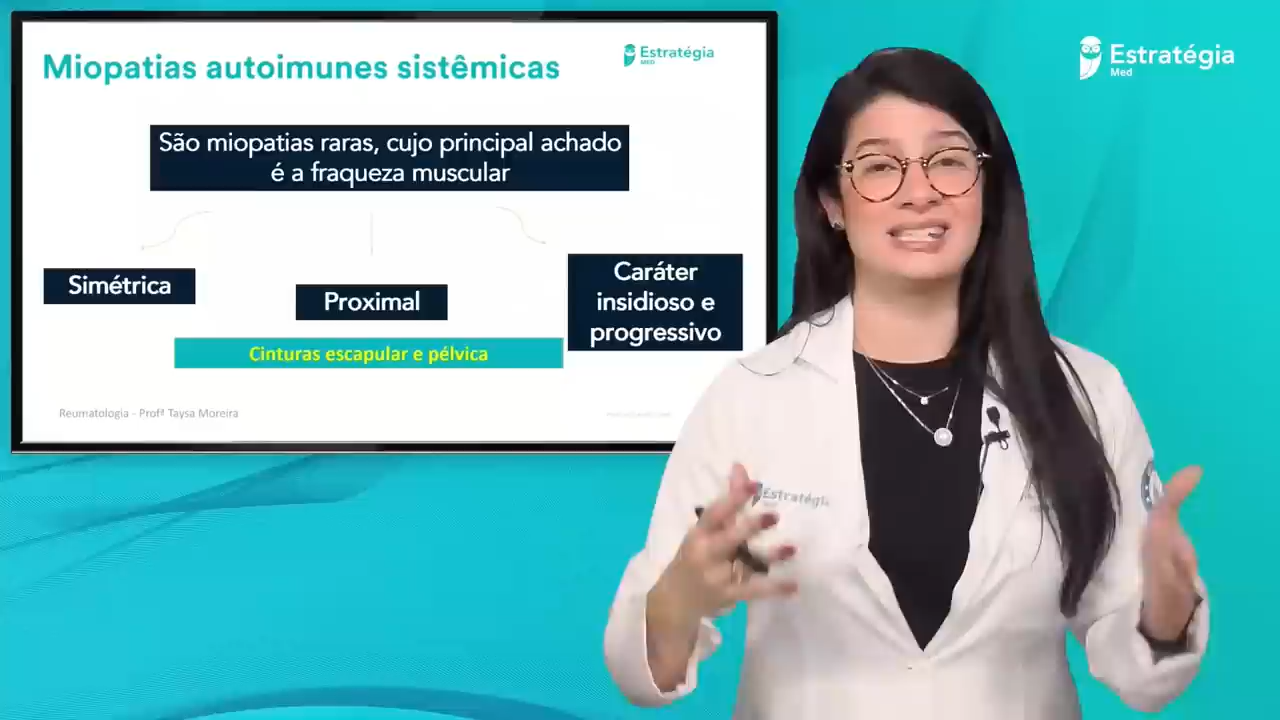 Miopatias autoimunes sistêmicas
Estratégia
MED
São miopatias raras, cujo principal achado
é a fraqueza muscular
Simétrica
Proximal
Caráter
insidioso e
progressivo
Cinturas escapular e pélvica
Reumatologia - Profª Taysa Moreira
Estratégia
Med
Estratégia